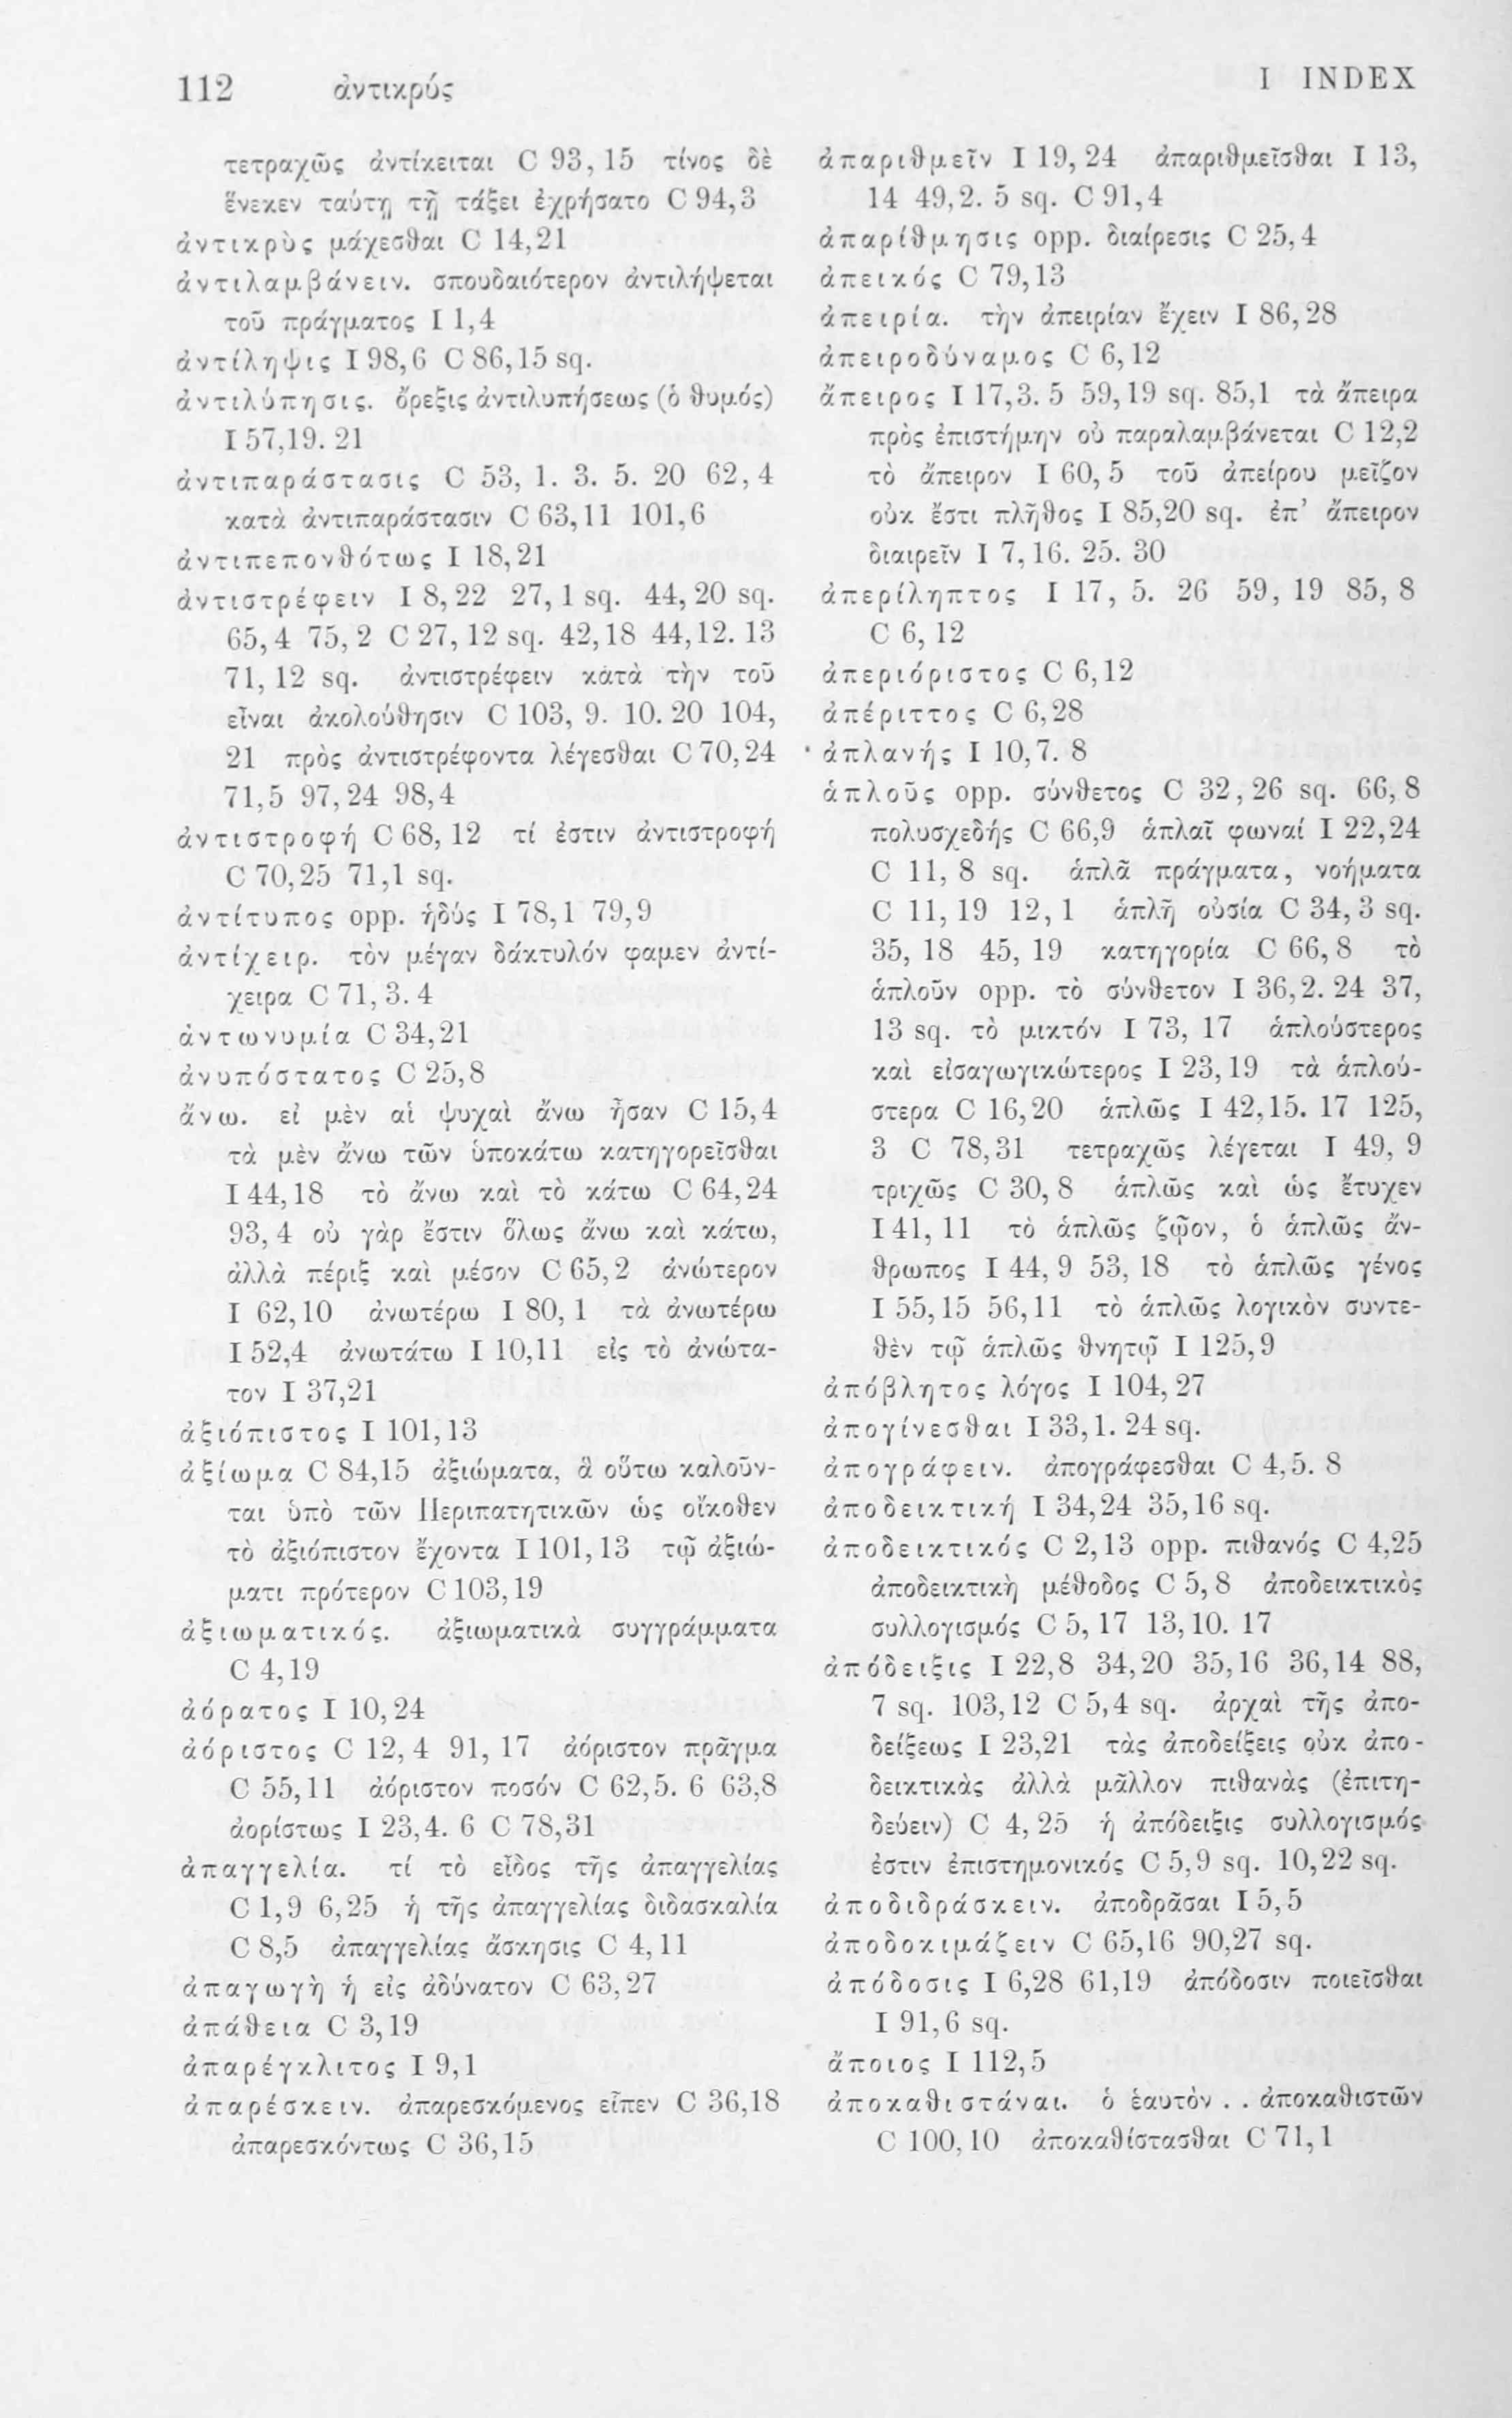 112 ἀντικρύς I INDEX
τετραχῶς ἀντίκειται C 93,15 τίνος δὲ
ἕνεκεν ταύτῃ τῇ τάξει ἐχρήσατο C 94,3
ἀντικρὺς μάχεσθαι C 14,21
ἀντιλαμβάνειν. σπουδαιότερον ἀντιλήψεται
τοῦ πράγματος I 1,4
ἀντίληψις I 98,6 C 86,15 sq.
ἀντιλύπησις. ὄρεξις ἀντιλυπήσεως (ὁ θυμός)
I 57,19. 21
ἀντιπαράστασις C 53, 1. 3. 5. 20 62, 4
κατὰ ἀντιπαράστασιν C 63,11 101,6
ἀντιπεπονθότως I 18,21
ἀντιστρέφειν I 8,22 27, 1 sq. 44, 20 sq.
65,4 75, 2 C 27, 12 sq. 42,18 44,12. 13
71, 12 sq. ἀντιστρέφειν κατὰ τὴν τοῦ
εἶναι ἀκολούθησιν C 103, 9. 10. 20 104,
21 πρὸς ἀντιστρέφοντα λέγεσθαι C 70,24
71,5 97, 24 98,4
ἀντιστροφή C 68, 12 τί ἐστιν ἀντιστροφή
C 70,25 71,1 sq.
ἀντίτυπος opp. ἡδύς I 78,1 79,9
ἀντίχειρ. τὸν μέγαν δάκτυλόν φαμεν ἀντί-
χειρα C 71, 3. 4
ἀντωνυμία C 34,21
ἀνυπόστατος C 25,8
ἄνω. εἰ μὲν αἱ ψυχαὶ ἄνω ἦσαν C 15,4
τὰ μὲν ἄνω τῶν ὑποκάτω κατηγορεῖσθαι
I 44,18 τὸ ἄνω καὶ τὸ κάτω C 64,24
93, 4 οὐ γὰρ ἔστιν ὅλως ἄνω καὶ κάτω,
ἀλλὰ πέριξ καὶ μέσον C 65,2 ἀνώτερον
I 62,10 ἀνωτέρω I 80, 1 τὰ ἀνωτέρω
I 52,4 ἀνωτάτω I 10,11 εἰς τὸ ἀνώτα-
τον I 37,21
ἀξιόπιστος I 101,13
ἀξίωμα C 84,15 ἀξιώματα, ἃ οὕτω καλοῦν-
ται ὑπὸ τῶν Περιπατητικῶν ὡς οἴκοθεν
τὸ ἀξιόπιστον ἔχοντα I 101, 13 τῷ ἀξιώ-
ματι πρότερον C 103,19
ἀξιωματικός. ἀξιωματικὰ συγγράμματα
C 4,19
ἀόρατος I 10,24
ἀόριστος C 12, 4 91, 17 ἀόριστον πρᾶγμα
C 55,11 ἀόριστον ποσόν C 62,5. 6 63,8
ἀορίστως I 23,4. 6 C 78,31
ἀπαγγελία. τί τὸ εἶδος τῆς ἀπαγγελίας
C 1,9 6,25 ἡ τῆς ἀπαγγελίας διδασκαλία
C 8,5 ἀπαγγελίας ἄσκησις C 4, 11
ἀπαγωγὴ ἡ εἰς ἀδύνατον C 63,27
ἀπάθεια C 3,19
ἀπαρέγκλιτος I 9,1
ἀπαρέσκειν. ἀπαρεσκόμενος εἶπεν C 36,18
ἀπαρεσκόντως C 36,15
ἀπαριθμεῖν I 19, 24 ἀπαριθμεῖσθαι I 13,
14 49,2. 5 sq. C 91,4
ἀπαρίθμησις opp. διαίρεσις C 25,4
ἀπεικός C 79,13
ἀπειρία. τὴν ἀπειρίαν ἔχειν I 86,28
ἀπειροδύναμος C 6,12
ἄπειρος I 17,3. 5 59,19 sq. 85,1 τὰ ἄπειρα
πρὸς ἐπιστήμην οὐ παραλαμβάνεται C 12,2
τὸ ἄπειρον I 60, 5 τοῦ ἀπείρου μεῖζον
οὐκ ἔστι πλῆθος I 85,20 sq. ἐπ’ ἄπειρον
διαιρεῖν I 7,16. 25. 30
ἀπερίληπτος I 17, 5. 26 59, 19 85, 8
C 6, 12
ἀπεριόριστος C 6,12
ἀπέριττος C 6,28
ἀπλανής I 10,7. 8
ἁπλοῦς opp. σύνθετος C 32, 26 sq. 66, 8
πολυσχεδής C 66,9 ἁπλαῖ φωναί I 22,24
C 11, 8 sq. ἁπλᾶ πράγματα, νοήματα
C 11, 19 12, 1 ἁπλῆ οὐσία C 34, 3 sq.
35, 18 45, 19 κατηγορία C 66, 8 τὸ
ἁπλοῦν opp. τὸ σύνθετον I 36,2. 24 37,
13 sq. τὸ μικτόν I 73, 17 ἁπλούστερος
καὶ εἰσαγωγικώτερος I 23,19 τὰ ἁπλού-
στερα C 16,20 ἁπλῶς I 42,15. 17 125,
3 C 78,31 τετραχῶς λέγεται I 49, 9
τριχῶς C 30, 8 ἁπλῶς καὶ ὡς ἔτυχεν
I 41, 11 τὸ ἁπλῶς ζῷον, ὁ ἁπλῶς ἄν-
θρωπος I 44, 9 53, 18 τὸ ἁπλῶς γένος
I 55,15 56,11 τὸ ἁπλῶς λογικὸν συντε-
θὲν τῷ ἁπλῶς θνητῷ I 125,9
ἀπόβλητος λόγος I 104, 27
ἀπογίνεσθαι I 33,1. 24 sq.
ἀπογράφειν. ἀπογράφεσθαι C 4,5. 8
ἀποδεικτική I 34,24 35,16 sq.
ἀποδεικτικός C 2,13 opp. πιθανός C 4,25
ἀποδεικτικὴ μέθοδος C 5, 8 ἀποδεικτικὸς
συλλογισμός C 5, 17 13,10. 17
ἀπόδειξις I 22,8 34,20 35,16 36,14 88,
7 sq. 103,12 C 5,4 sq. ἀρχαὶ τῆς ἀπο-
δείξεως I 23,21 τὰς ἀποδείξεις οὐκ ἀπο-
δεικτικὰς ἀλλὰ μᾶλλον πιθανὰς (ἐπιτη-
δεύειν) C 4, 25 ἡ ἀπόδειξις συλλογισμός
ἐστιν ἐπιστημονικός C 5,9 sq. 10,22 sq.
ἀποδιδράσκειν. ἀποδρᾶσαι I 5,5
ἀποδοκιμάζειν C 65,16 90,27 sq.
ἀπόδοσις I 6,28 61,19 ἀπόδοσιν ποιεῖσθαι
I 91,6 sq.
ἄποιος I 112,5
ἀποκαθιστάναι. ὁ ἑαυτὸν . . ἀποκαθιστῶν
C 100,10 ἀποκαθίστασθαι C 71,1